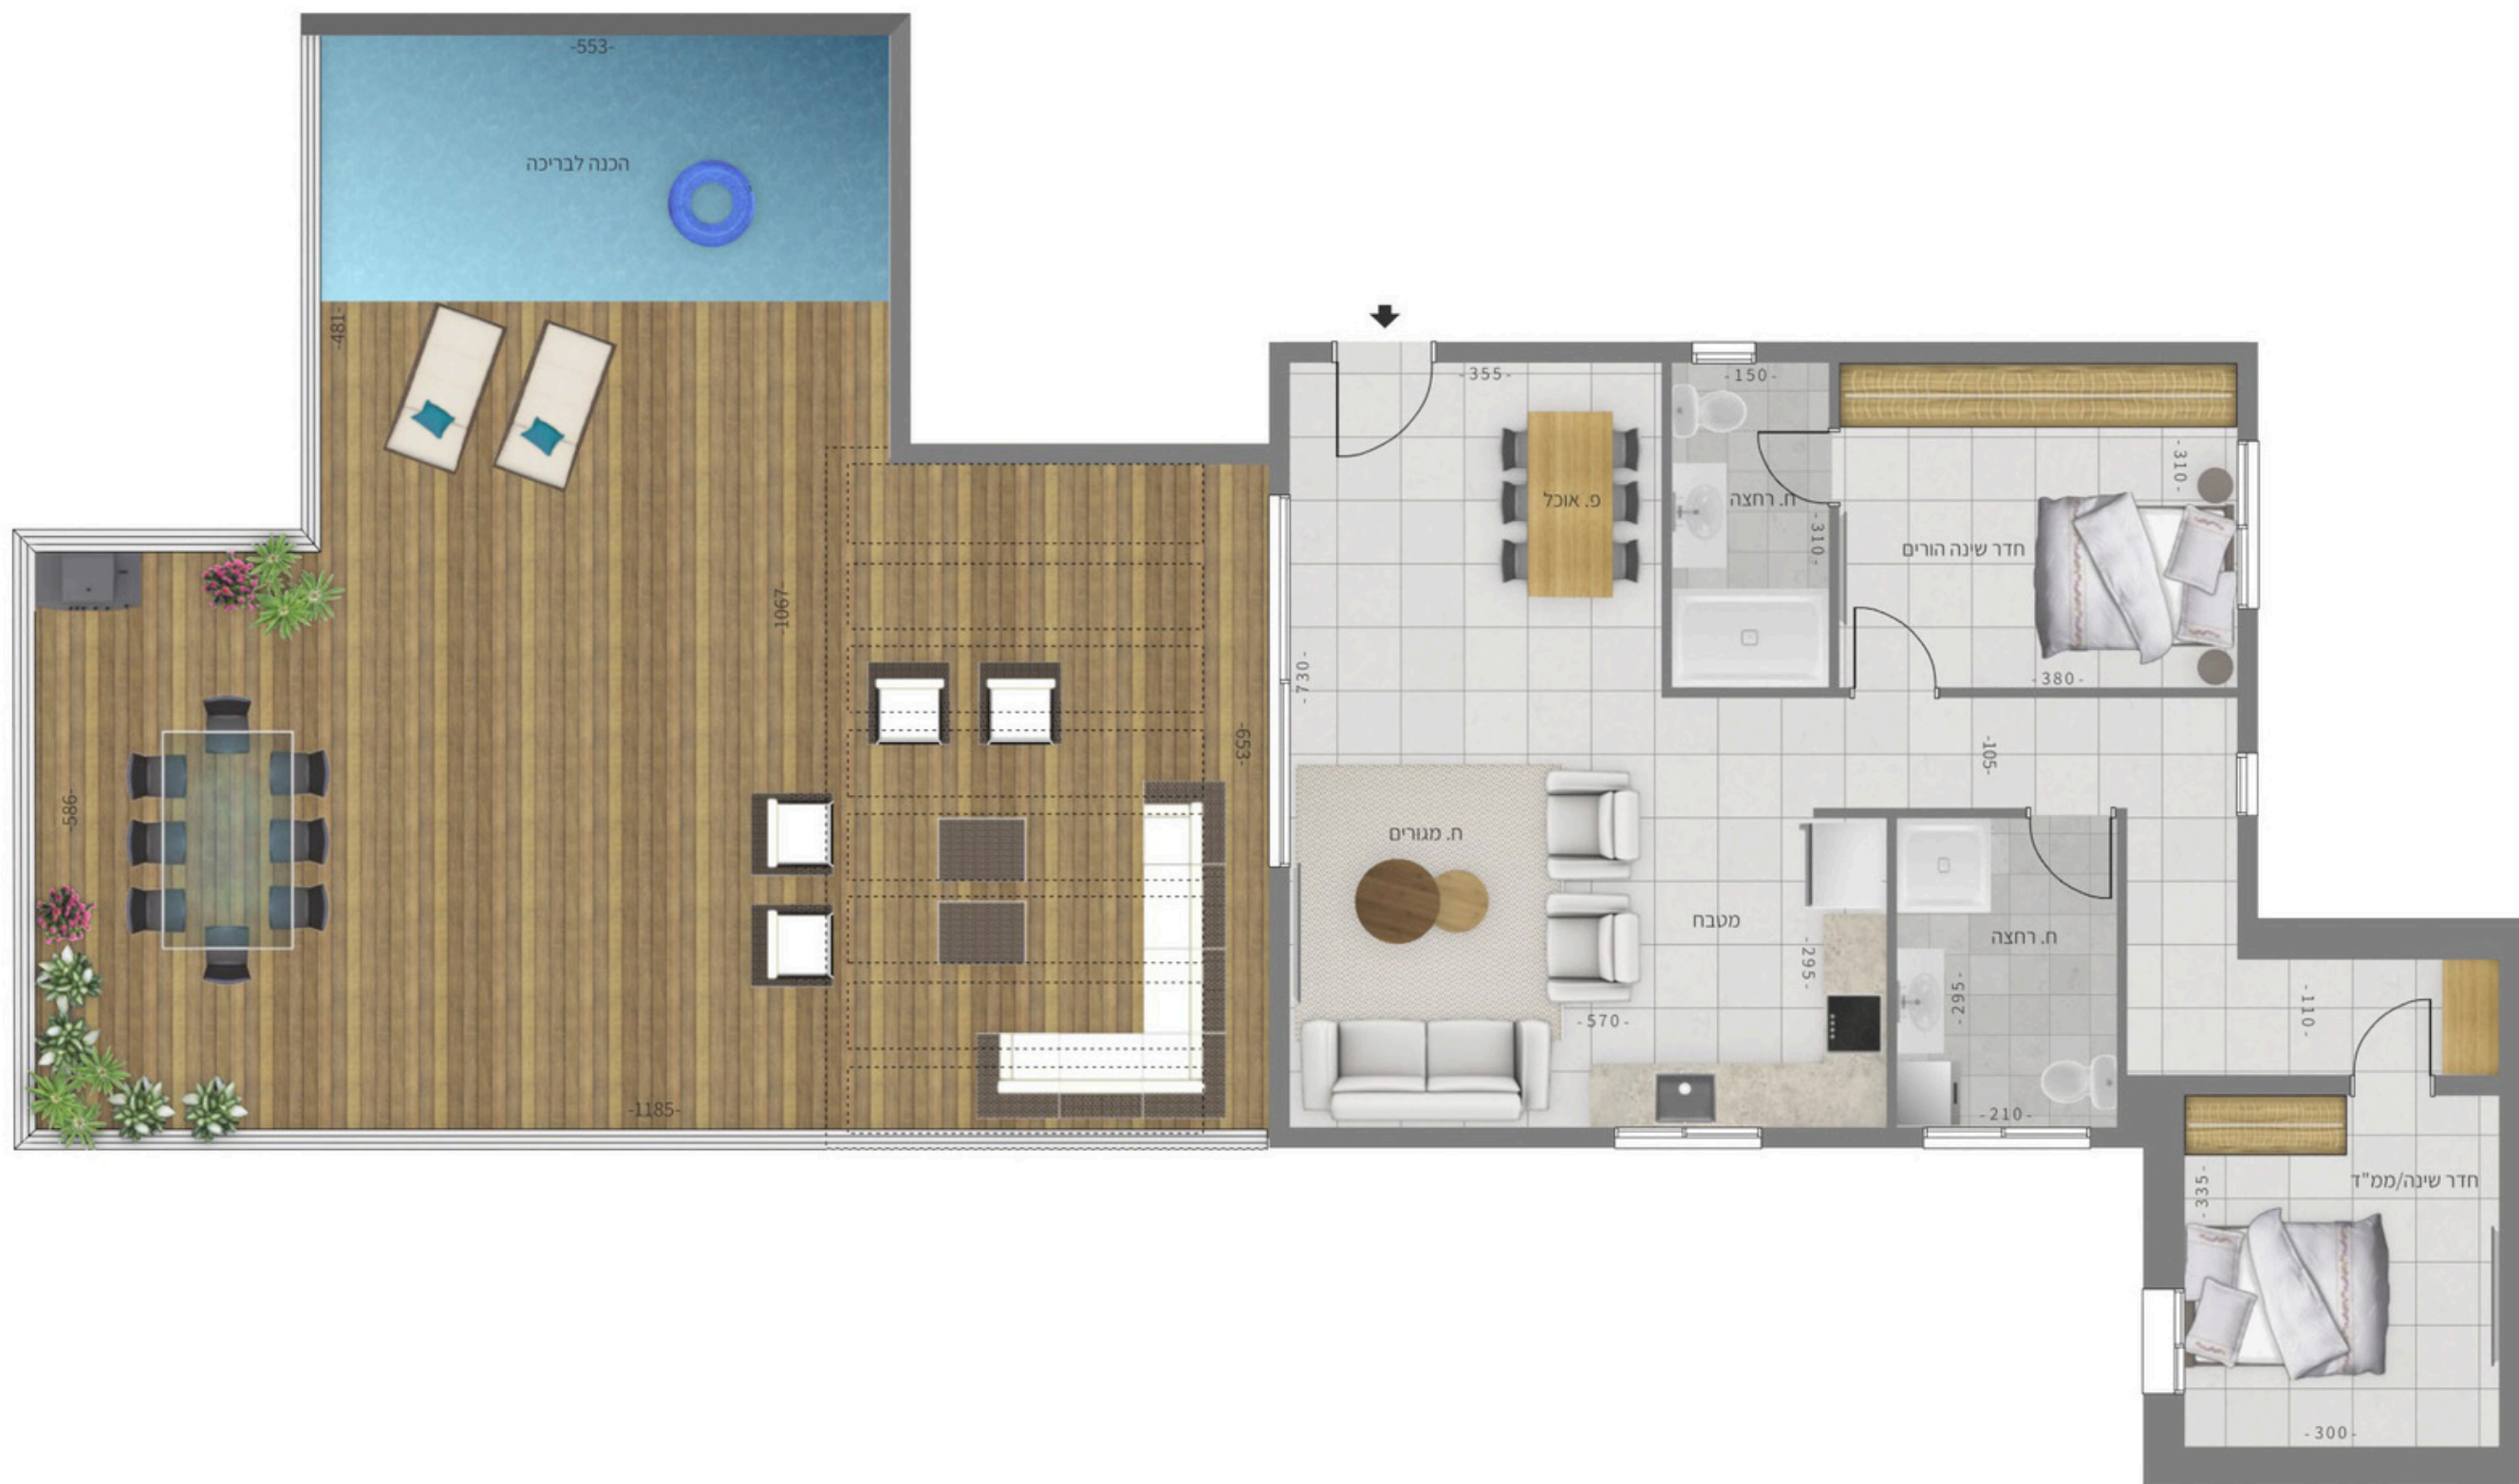 -553-
הכנה לבריכה
-481-
-1067-
-586-
-653-
-1185-
-355-
-150-
פ. אוכל
ח. רחצה
-310-
-310-
חדר שינה הורים
-380-
-730-
-105-
ח. מגורים
מטבח
-295-
-570-
ח. רחצה
-295-
-210-
-110-
חדר שינה/ממ"ד
-335-
-300-